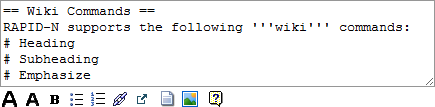 == Wiki Commands ==
RAPID-N supports the following '''wiki''' commands:
# Heading
# Subheading
# Emphasize
A A B